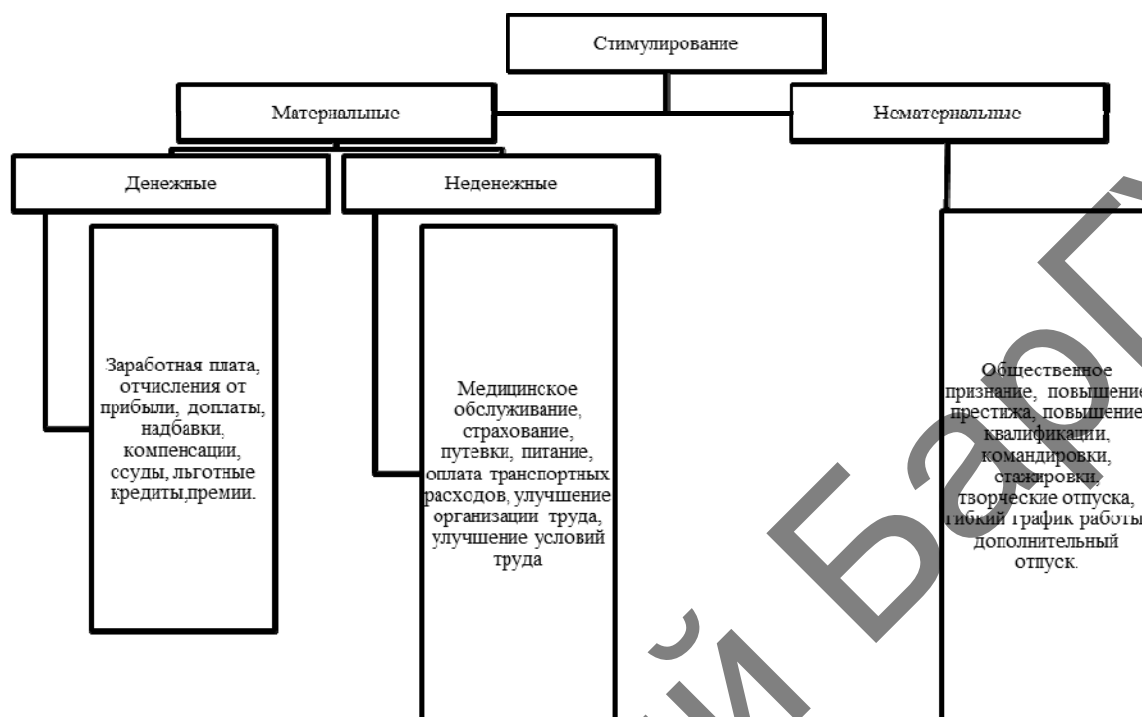 Стимулирование
Материальные
Нематериальные
Денежные
Неденежные
Заработная плата,
отчисления от
прибыли, доплаты,
надбавки,
компенсации,
ссуды, льготные
кредиты,премии.
Медицинское
обслуживание,
страхование,
путевки, питание,
оплата транспортных
расходов, улучшение
организации труда,
улучшение условий
труда
Общественное
признание, повышение
престижа, повышение
квалификации,
командировки,
стажировки,
творческие отпуска,
гибкий график работы
дополнительный
отпуск.
ий БарГУ